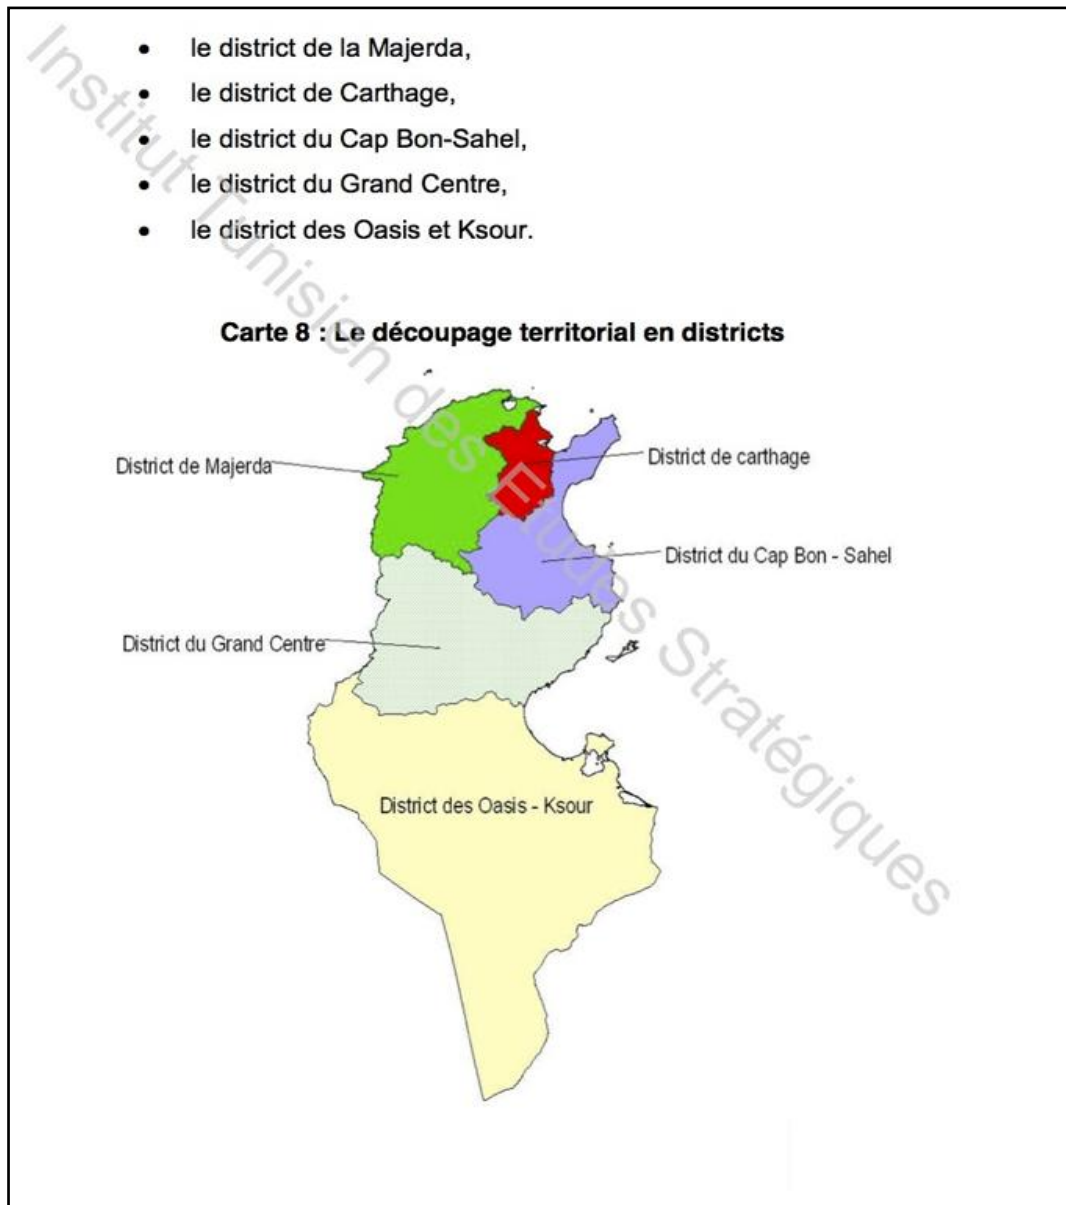 • le district de la Majerda,
• le district de Carthage,
• le district du Cap Bon-Sahel,
• le district du Grand Centre,
• le district des Oasis et Ksour.
Institut Tunisien des Etudes Stratégiques
Carte 8 : Le découpage territorial en districts
District de Majerda
District de carthage
District du Cap Bon - Sahel
District du Grand Centre
District des Oasis - Ksour